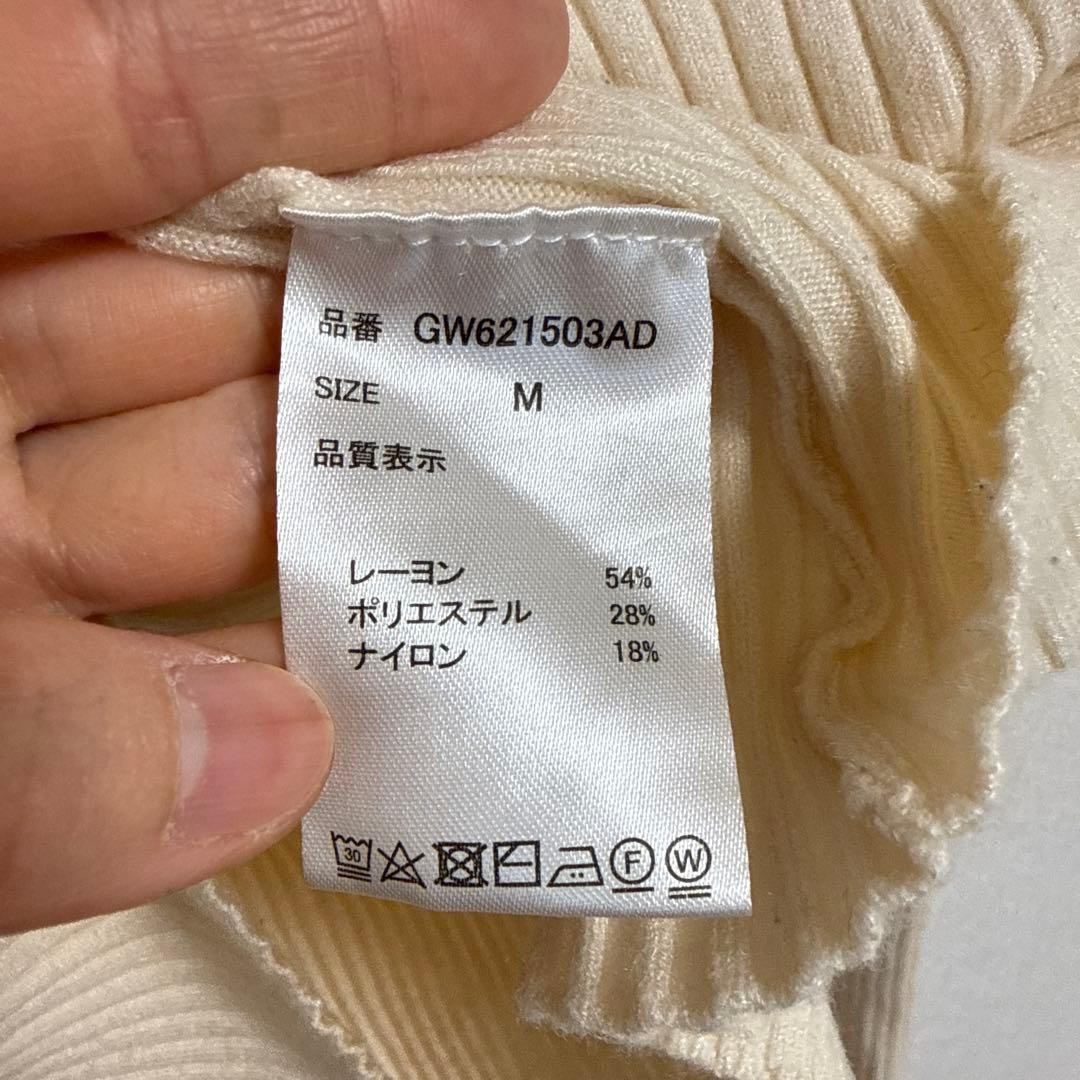 品番 GW621503AD
SIZE M
品質表示
レーヨン 54%
ポリエステル 28%
ナイロン 18%
30 F W